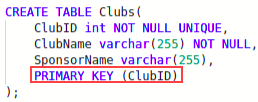 CREATE TABLE Clubs(
    ClubID int NOT NULL UNIQUE,
    ClubName varchar(255) NOT NULL,
    SponsorName varchar(255),
    PRIMARY KEY (ClubID)
);